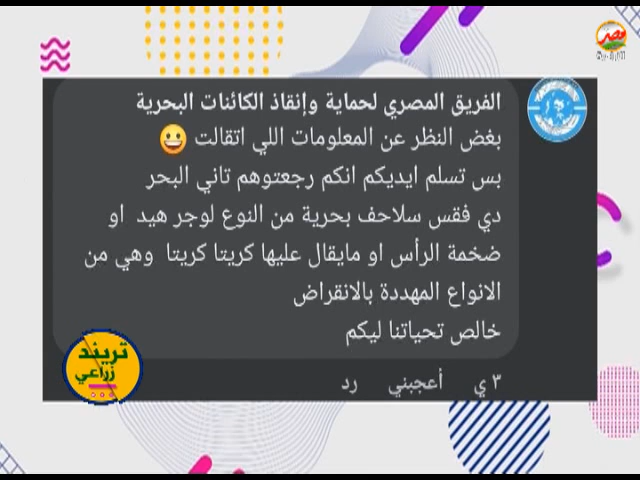 الفريق المصري لحماية وإنقاذ الكائنات البحرية
بغض النظر عن المعلومات اللي اتقالت 😀
بس تسلم ايديكم انكم رجعتوهم تاني البحر
دي فقس سلاحف بحرية من النوع لوجر هيد او
ضخمة الرأس او مايقال عليها كريتا كريتا وهي من
الانواع المهددة بالانقراض
خالص تحياتنا ليكم
٣ ي أعجبني رد
تريند
زراعي
مصر